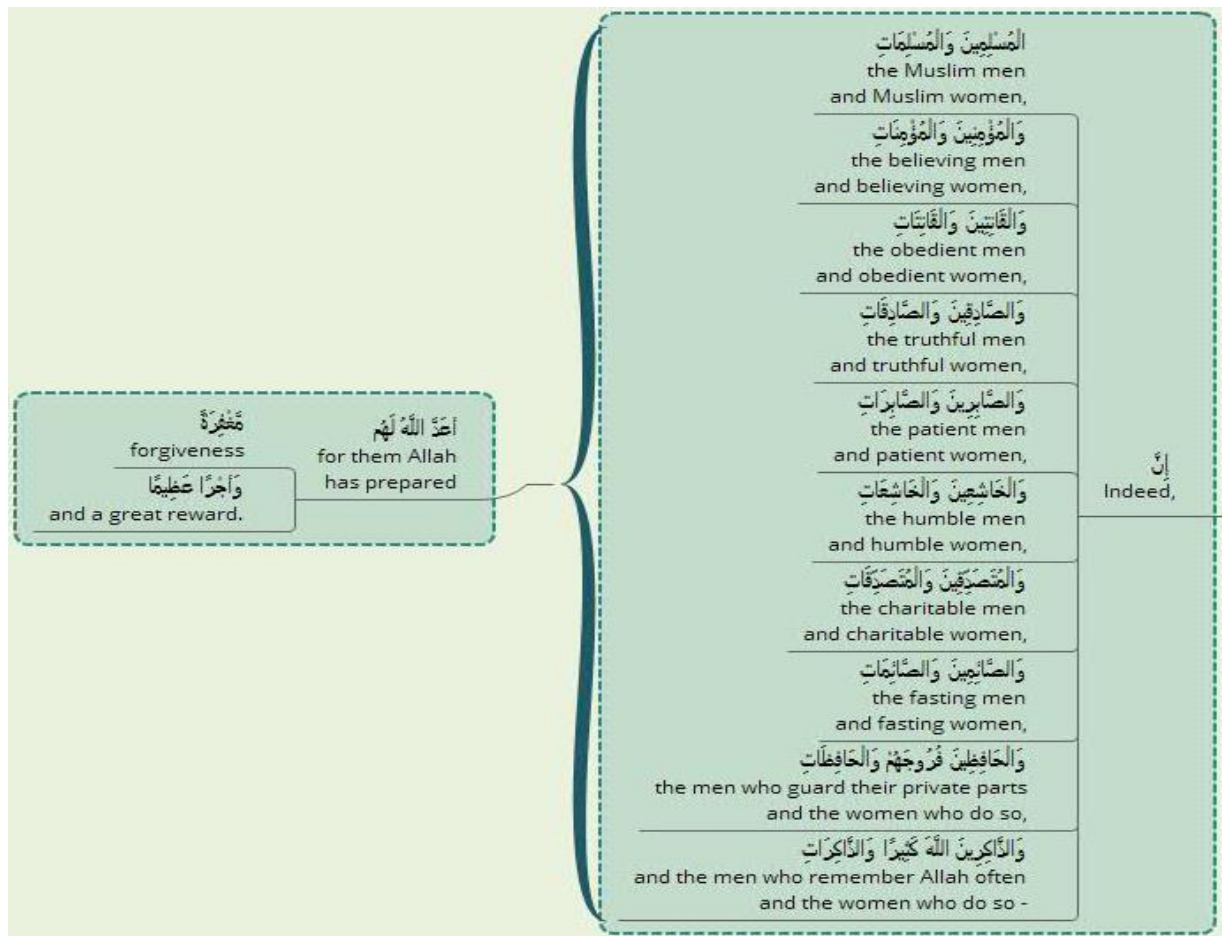 إِنَّ
Indeed,
الْمُسْلِمِينَ وَالْمُسْلِمَاتِ
the Muslim men
and Muslim women,
وَالْمُؤْمِنِينَ وَالْمُؤْمِنَاتِ
the believing men
and believing women,
وَالْقَانِتِينَ وَالْقَانِتَاتِ
the obedient men
and obedient women,
وَالصَّادِقِينَ وَالصَّادِقَاتِ
the truthful men
and truthful women,
وَالصَّابِرِينَ وَالصَّابِرَاتِ
the patient men
and patient women,
وَالْخَاشِعِينَ وَالْخَاشِعَاتِ
the humble men
and humble women,
وَالْمُتَصَدِّقِينَ وَالْمُتَصَدِّقَاتِ
the charitable men
and charitable women,
وَالصَّائِمِينَ وَالصَّائِمَاتِ
the fasting men
and fasting women,
وَالْحَافِظِينَ فُرُوجَهُمْ وَالْحَافِظَاتِ
the men who guard their private parts
and the women who do so,
وَالذَّاكِرِينَ اللَّهَ كَثِيرًا وَالذَّاكِرَاتِ
and the men who remember Allah often
and the women who do so -
أَعَدَّ اللَّهُ لَهُم
for them Allah
has prepared
مَّغْفِرَةً
forgiveness
وَأَجْرًا عَظِيمًا
and a great reward.